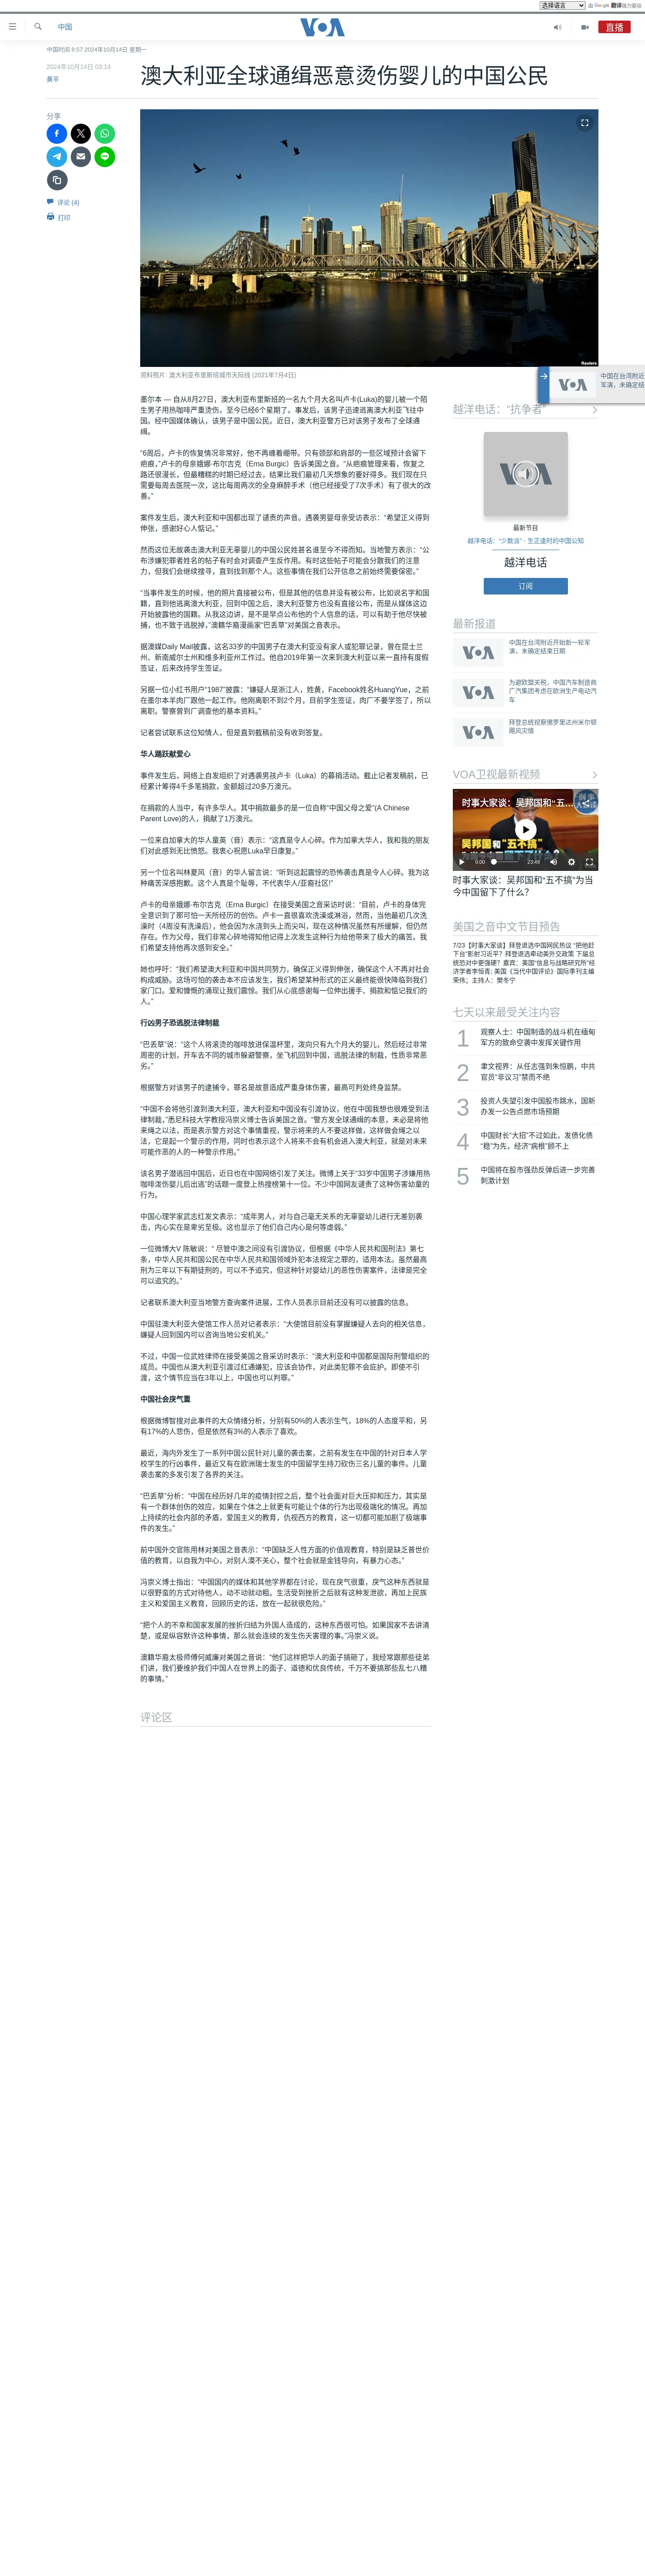 选择语言
由 Google 翻译强力驱动
中国
VOA
直播
中国时间 8:57 2024年10月14日 星期一
2024年10月14日 03:14
黄平
澳大利亚全球通缉恶意烫伤婴儿的中国公民
分享
评论 (4)
打印
Reuters
资料照片: 澳大利亚布里斯班城市天际线 (2021年7月4日)
VOA
中国在台湾附近
军演，未确定结
墨尔本 — 自从8月27日，澳大利亚布里斯班的一名九个月大名叫卢卡(Luka)的婴儿被一个陌
生男子用热咖啡严重烫伤，至今已经6个星期了。事发后，该男子迅速逃离澳大利亚飞往中
国。经中国媒体确认，该男子是中国公民。近日，澳大利亚警方已对该男子发布了全球通
缉。
“6周后，卢卡的恢复情况非常好，他不再缠着绷带。只有颈部和肩部的一些区域预计会留下
疤痕，”卢卡的母亲娥娜·布尔吉克（Erna Burgic）告诉美国之音。“从疤痕管理来看，恢复之
路还很漫长，但最糟糕的时期已经过去，结果比我们最初几天想象的要好得多。我们现在只
需要每周去医院一次，这比每周两次的全身麻醉手术（他已经接受了7次手术）有了很大的改
善。”
案件发生后，澳大利亚和中国都出现了谴责的声音。遇袭男婴母亲受访表示：“希望正义得到
伸张，感谢好心人惦记。”
然而这位无故袭击澳大利亚无辜婴儿的中国公民姓甚名谁至今不得而知。当地警方表示：“公
布涉嫌犯罪者姓名的帖子有时会对调查产生反作用。有时这些帖子可能会分散我们的注意
力，但我们会继续搜寻，直到找到那个人。这些事情在我们公开信息之前始终需要保密。”
“当事件发生的时候，他的照片直接被公布，但是其他的信息并没有被公布，比如说名字和国
籍，直到他逃离澳大利亚，回到中国之后，澳大利亚警方也没有直接公布，而是从媒体这边
开始披露他的国籍。从我这边讲，是不是早点公布他的个人信息的话，可以有助于他尽快被
捕，也不致于逃脱掉，”澳籍华裔漫画家“巴丢草”对美国之音表示。
据澳媒Daily Mail披露，这名33岁的中国男子在澳大利亚没有家人或犯罪记录，曾在昆士兰
州、新南威尔士州和维多利亚州工作过。他自2019年第一次来到澳大利亚以来一直持有度假
签证，后来改持学生签证。
另据一位小红书用户“1987”披露：“嫌疑人是浙江人，姓黄，Facebook姓名HuangYue，之前
在墨尔本羊肉厂跟他一起工作。他刚离职不到2个月，目前学生签证，肉厂不要学签了，所以
离职。警察曾到厂调查他的基本资料。”
记者尝试联系这位知情人，但是直到截稿前没有收到答复。
华人踊跃献爱心
事件发生后，网络上自发组织了对遇袭男孩卢卡（Luka）的募捐活动。截止记者发稿前，已
经累计筹得4千多笔捐款，金额超过20多万澳元。
在捐款的人当中，有许多华人。其中捐款最多的是一位自称“中国父母之爱”(A Chinese
Parent Love)的人，捐献了1万澳元。
一位来自加拿大的华人童英（音）表示：“这真是令人心碎。作为加拿大华人，我和我的朋友
们对此感到无比愤怒。我衷心祝愿Luka早日康复。”
另一个位名叫林夏风（音）的华人留言说：“听到这起震惊的恐怖袭击真是令人心碎。我为这
种痛苦深感抱歉。这个人真是个耻辱，不代表华人/亚裔社区!”
卢卡的母亲娥娜·布尔吉克（Erna Burgic）在接受美国之音采访时表示：“目前，卢卡的身体完
全意识到了那可怕一天所经历的创伤。卢卡一直很喜欢洗澡或淋浴，然而，当他最初几次洗
澡时（4周没有洗澡后)，他会因为水浇到头上而尖叫，现在这种情况虽然有所缓解，但仍然
存在。作为父母，我们非常心碎地得知他记得上次发生这种行为给他带来了极大的痛苦。我
们希望支持他再次感到安全。”
她也呼吁：“我们希望澳大利亚和中国共同努力，确保正义得到伸张，确保这个人不再对社会
构成威胁。这场可怕的袭击本不应该发生，我们希望某种形式的正义最终能很快降临到我们
家门口。爱和慷慨的涌现让我们震惊。我们从心底感谢每一位伸出援手、捐款和惦记我们的
人。”
行凶男子恐逃脱法律制裁
“巴丢草”说：“这个人将滚烫的咖啡放进保温杯里，泼向只有九个月大的婴儿，然后经过非常
周密的计划，开车去不同的城市躲避警察，坐飞机回到中国，逃脱法律的制裁，性质非常恶
劣。”
根据警方对该男子的逮捕令，罪名是故意造成严重身体伤害，最高可判处终身监禁。
“中国不会将他引渡到澳大利亚，澳大利亚和中国没有引渡协议，他在中国我想也很难受到法
律制裁，”悉尼科技大学教授冯崇义博士告诉美国之音。“警方发全球通缉的话，未来必是将他
来绳之以法，而是表示警方对这个事情重视，警示将来的人不要这样做，这样做会绳之以
法，它是起一个警示的作用，同时也表示这个人将来不会有机会进入澳大利亚，就是对未来
可能作恶的人的一种警示作用。”
该名男子潜逃回中国后，近日也在中国网络引发了关注。微博上关于“33岁中国男子涉嫌用热
咖啡泼伤婴儿后出逃”的话题一度登上热搜榜第十一位。不少中国网友谴责了这种伤害幼童的
行为。
中国心理学家武志红发文表示：“成年男人，对与自己毫无关系的无辜婴幼儿进行无差别袭
击，内心实在是卑劣至极。这也显示了他们自己内心是何等虚弱。”
一位微博大V 陈敏说：“ 尽管中澳之间没有引渡协议，但根据《中华人民共和国刑法》第七
条，中华人民共和国公民在中华人民共和国领域外犯本法规定之罪的，适用本法。虽然最高
刑为三年以下有期徒刑的，可以不予追究，但这种针对婴幼儿的恶性伤害案件，法律是完全
可以追究的。”
记者联系澳大利亚当地警方查询案件进展，工作人员表示目前还没有可以披露的信息。
中国驻澳大利亚大使馆工作人员对记者表示：“大使馆目前没有掌握嫌疑人去向的相关信息，
嫌疑人回到国内可以咨询当地公安机关。”
不过，中国一位武姓律师在接受美国之音采访时表示：“澳大利亚和中国都是国际刑警组织的
成员。中国也从澳大利亚引渡过红通嫌犯，应该会协作，对此类犯罪不会庇护。即使不引
渡，这个情节应当在3年以上，中国也可以判罪。”
中国社会戾气重
根据微博智搜对此事件的大众情绪分析，分别有50%的人表示生气，18%的人态度平和，另
有17%的人悲伤，但是依然有3%的人表示了喜欢。
最近，海内外发生了一系列中国公民针对儿童的袭击案，之前有发生在中国的针对日本人学
校学生的行凶事件，最近又有在欧洲瑞士发生的中国留学生持刀砍伤三名儿童的事件。儿童
袭击案的多发引发了各界的关注。
“巴丢草”分析：“中国在经历好几年的疫情封控之后，整个社会面对巨大压抑和压力，其实是
有一个群体创伤的效应，如果在个体之上就更有可能让个体的行为出现极端化的情况。再加
上持续的社会内部的矛盾，爱国主义的教育，仇视西方的教育，这一切都可能加剧了极端事
件的发生。”
前中国外交官陈用林对美国之音表示：“中国缺乏人性方面的价值观教育，特别是缺乏普世价
值的教育，以自我为中心，对别人漠不关心，整个社会就是金钱导向，有暴力心态。”
冯崇义博士指出：“中国国内的媒体和其他学界都在讨论，现在戾气很重，戾气这种东西就是
以很野蛮的方式对待他人，动不动就动粗。生活受到挫折之后就有这种发泄欲，再加上民族
主义和爱国主义教育，回顾历史的话，放在一起就很危险。”
“把个人的不幸和国家发展的挫折归结为外国人造成的，这种东西很可怕。如果国家不去讲清
楚，或是纵容默许这种事情，那么就会连续的发生伤天害理的事。”冯崇义说。
澳籍华裔太极师傅何威廉对美国之音说：“他们这样把华人的面子搞砸了，我经常跟那些徒弟
们讲，我们要维护我们中国人在世界上的面子、道德和优良传统，千万不要搞那些乱七八糟
的事情。”
评论区
越洋电话：“抗争者”
VOA
最新节目
越洋电话：“少数派” - 生正逢时的中国公知
越洋电话
订阅
最新报道
VOA
中国在台湾附近开始新一轮军
演，未确定结束日期
VOA
为避欧盟关税，中国汽车制造商
广汽集团考虑在欧洲生产电动汽
车
VOA
拜登总统视察佛罗里达州米尔顿
飓风灾情
VOA卫视最新视频
时事大家谈：吴邦国和“五...
吴邦国和“五不搞”
0:00
23:49
时事大家谈：吴邦国和“五不搞”为当
今中国留下了什么？
美国之音中文节目预告
7/23【时事大家谈】拜登退选中国网民热议 “把他赶
下台”影射习近平？拜登退选牵动美外交政策 下届总
统恐对中更强硬？嘉宾：美国“信息与战略研究所”经
济学者李恒青; 美国《当代中国评论》国际季刊主编
荣伟；主持人：樊冬宁
七天以来最受关注内容
1
观察人士：中国制造的战斗机在缅甸
军方的致命空袭中发挥关键作用
2
聿文视界：从任志强到朱恒鹏，中共
官员“非议习”禁而不绝
3
投资人失望引发中国股市跳水，国新
办发一公告点燃市场预期
4
中国财长“大招”不过如此，发债化债
“稳”为先，经济“病根”顾不上
5
中国将在股市强劲反弹后进一步完善
刺激计划